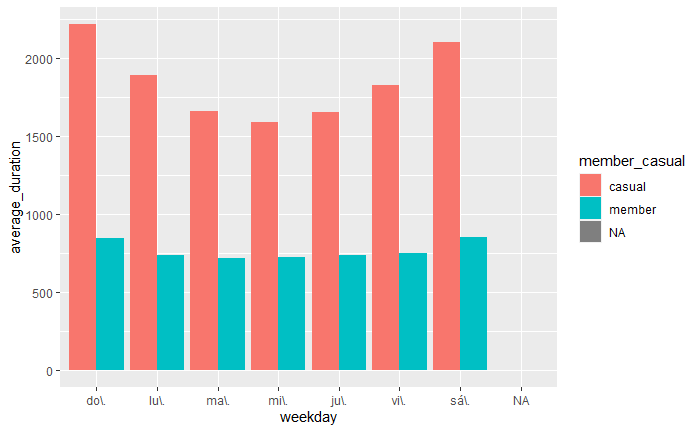 2000
1500
1000
500
0
average_duration
do\.
lu\.
ma\.
mi\.
ju\.
vi\.
sá\.
NA
weekday
member_casual
casual
member
NA